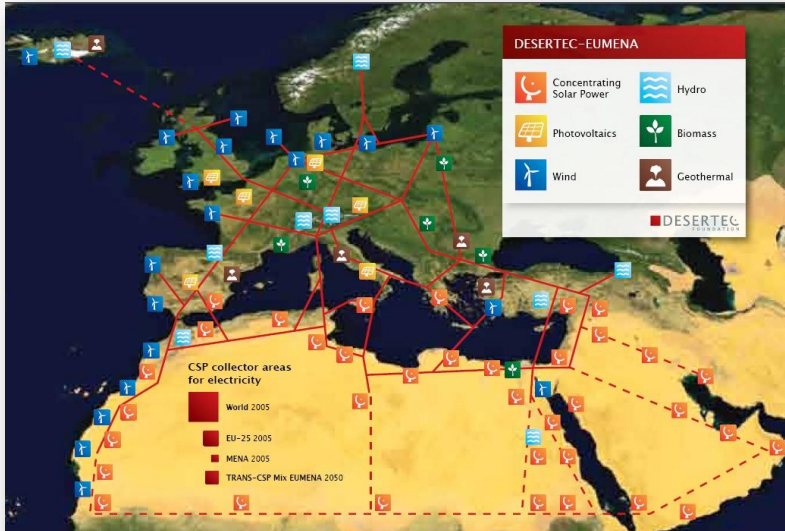 DESERTEC-EUMENA
Concentrating
Solar Power
Hydro
Photovoltaics
Biomass
Wind
Geothermal
DESERTEC
FOUNDATION
CSP collector areas
for electricity
World 2005
EU-25 2005
MENA 2005
TRANS-CSP Mix EUMENA 2050